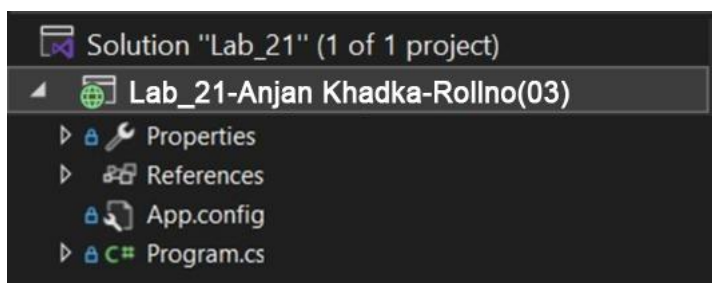 Solution "Lab_21" (1 of 1 project)
Lab_21-Anjan Khadka-Rollno(03)
Properties
References
App.config
C# Program.cs